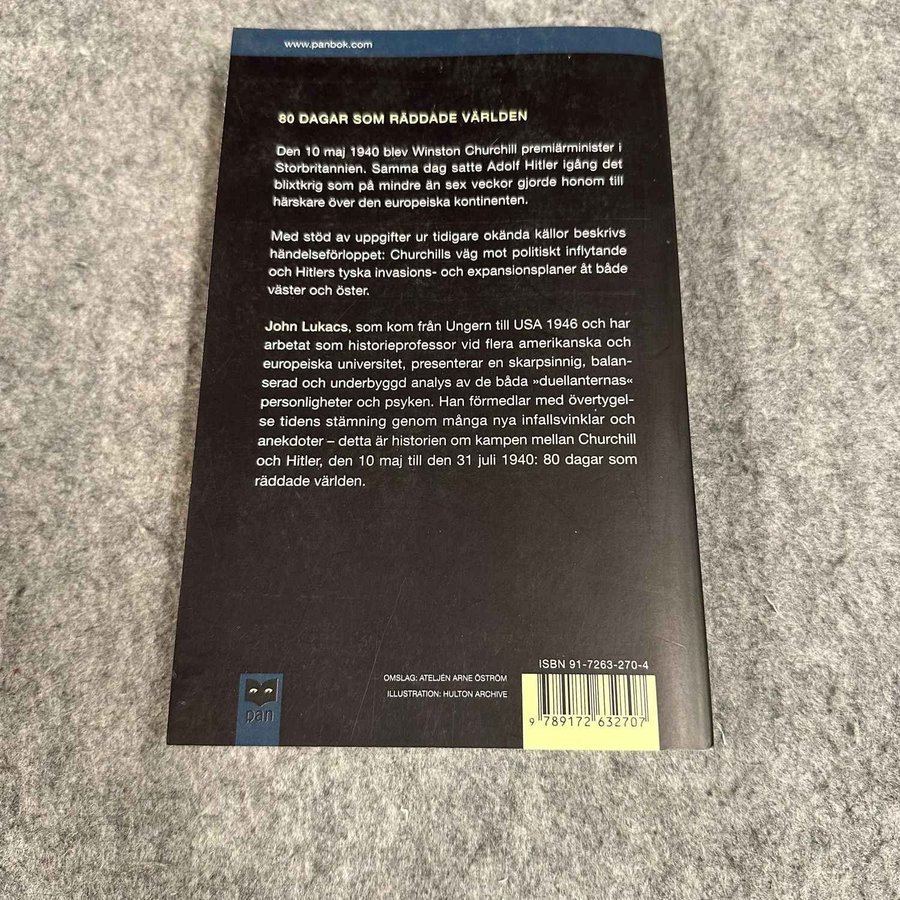 www.panbok.com
80 DAGAR SOM RÄDDADE VÄRLDEN
Den 10 maj 1940 blev Winston Churchill premiärminister i
Storbritannien. Samma dag satte Adolf Hitler igång det
blixtkrig som på mindre än sex veckor gjorde honom till
härskare över den europeiska kontinenten.
Med stöd av uppgifter ur tidigare okända källor beskrivs
händelseförloppet: Churchills väg mot politiskt inflytande
och Hitlers tyska invasions- och expansionsplaner åt både
väster och öster.
John Lukacs, som kom från Ungern till USA 1946 och har
arbetat som historieprofessor vid flera amerikanska och
europeiska universitet, presenterar en skarpsinnig, balan-
serad och underbyggd analys av de båda »duellanternas«
personligheter och psyken. Han förmedlar med övertygel-
se tidens stämning genom många nya infallsvinklar och
anekdoter – detta är historien om kampen mellan Churchill
och Hitler, den 10 maj till den 31 juli 1940: 80 dagar som
räddade världen.
ISBN 91-7263-270-4
OMSLAG: ATELJÉN ARNE ÖSTRÖM
ILLUSTRATION: HULTON ARCHIVE
pan
9 789172 632707